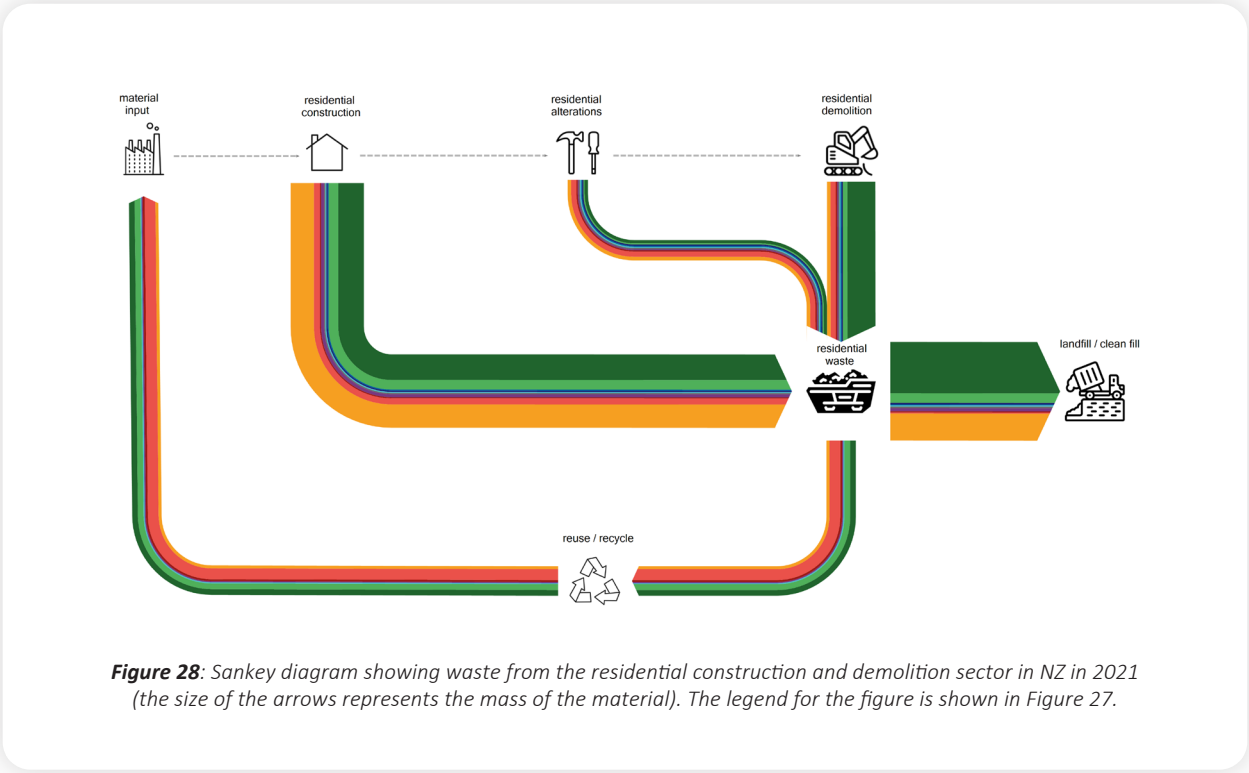 material
input
residential
construction
residential
alterations
residential
demolition
residential
waste
landfill / clean fill
reuse / recycle
Figure 28: Sankey diagram showing waste from the residential construction and demolition sector in NZ in 2021
(the size of the arrows represents the mass of the material). The legend for the figure is shown in Figure 27.